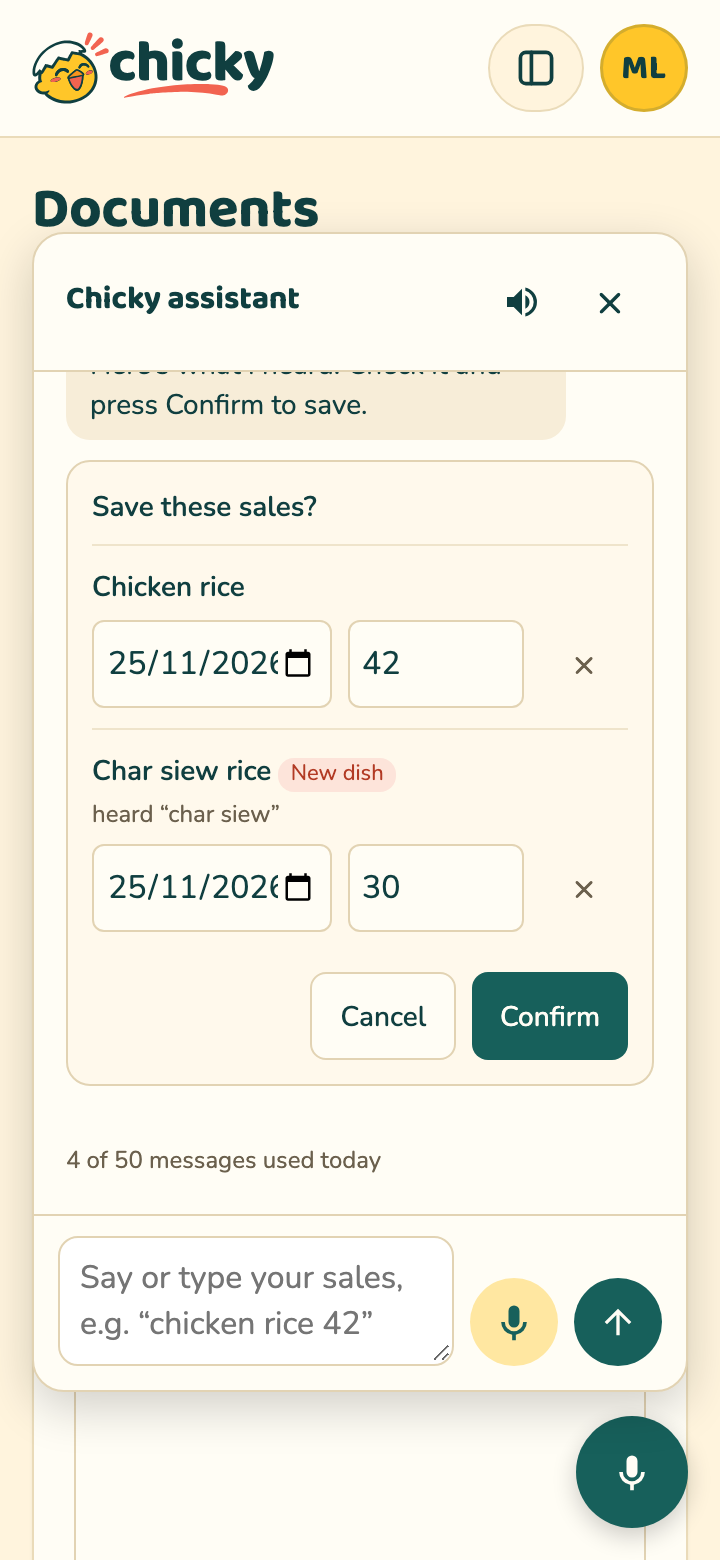 chicky
ML
Documents
Chicky assistant
press Confirm to save.
Save these sales?
Chicken rice
25/11/2026
42
Char siew rice New dish
heard “char siew”
25/11/2026
30
Cancel
Confirm
4 of 50 messages used today
Say or type your sales,
e.g. “chicken rice 42”